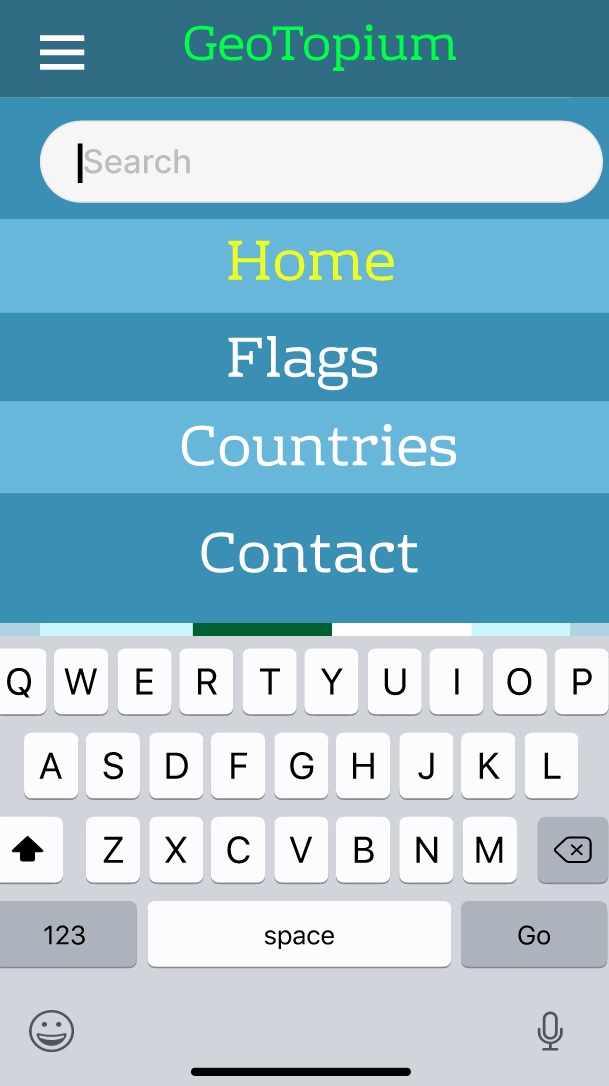 GeoTopium
Search
Home
Flags
Countries
Contact
Q W E R T Y U I O P
A S D F G H J K L
Z X C V B N M
123 space Go